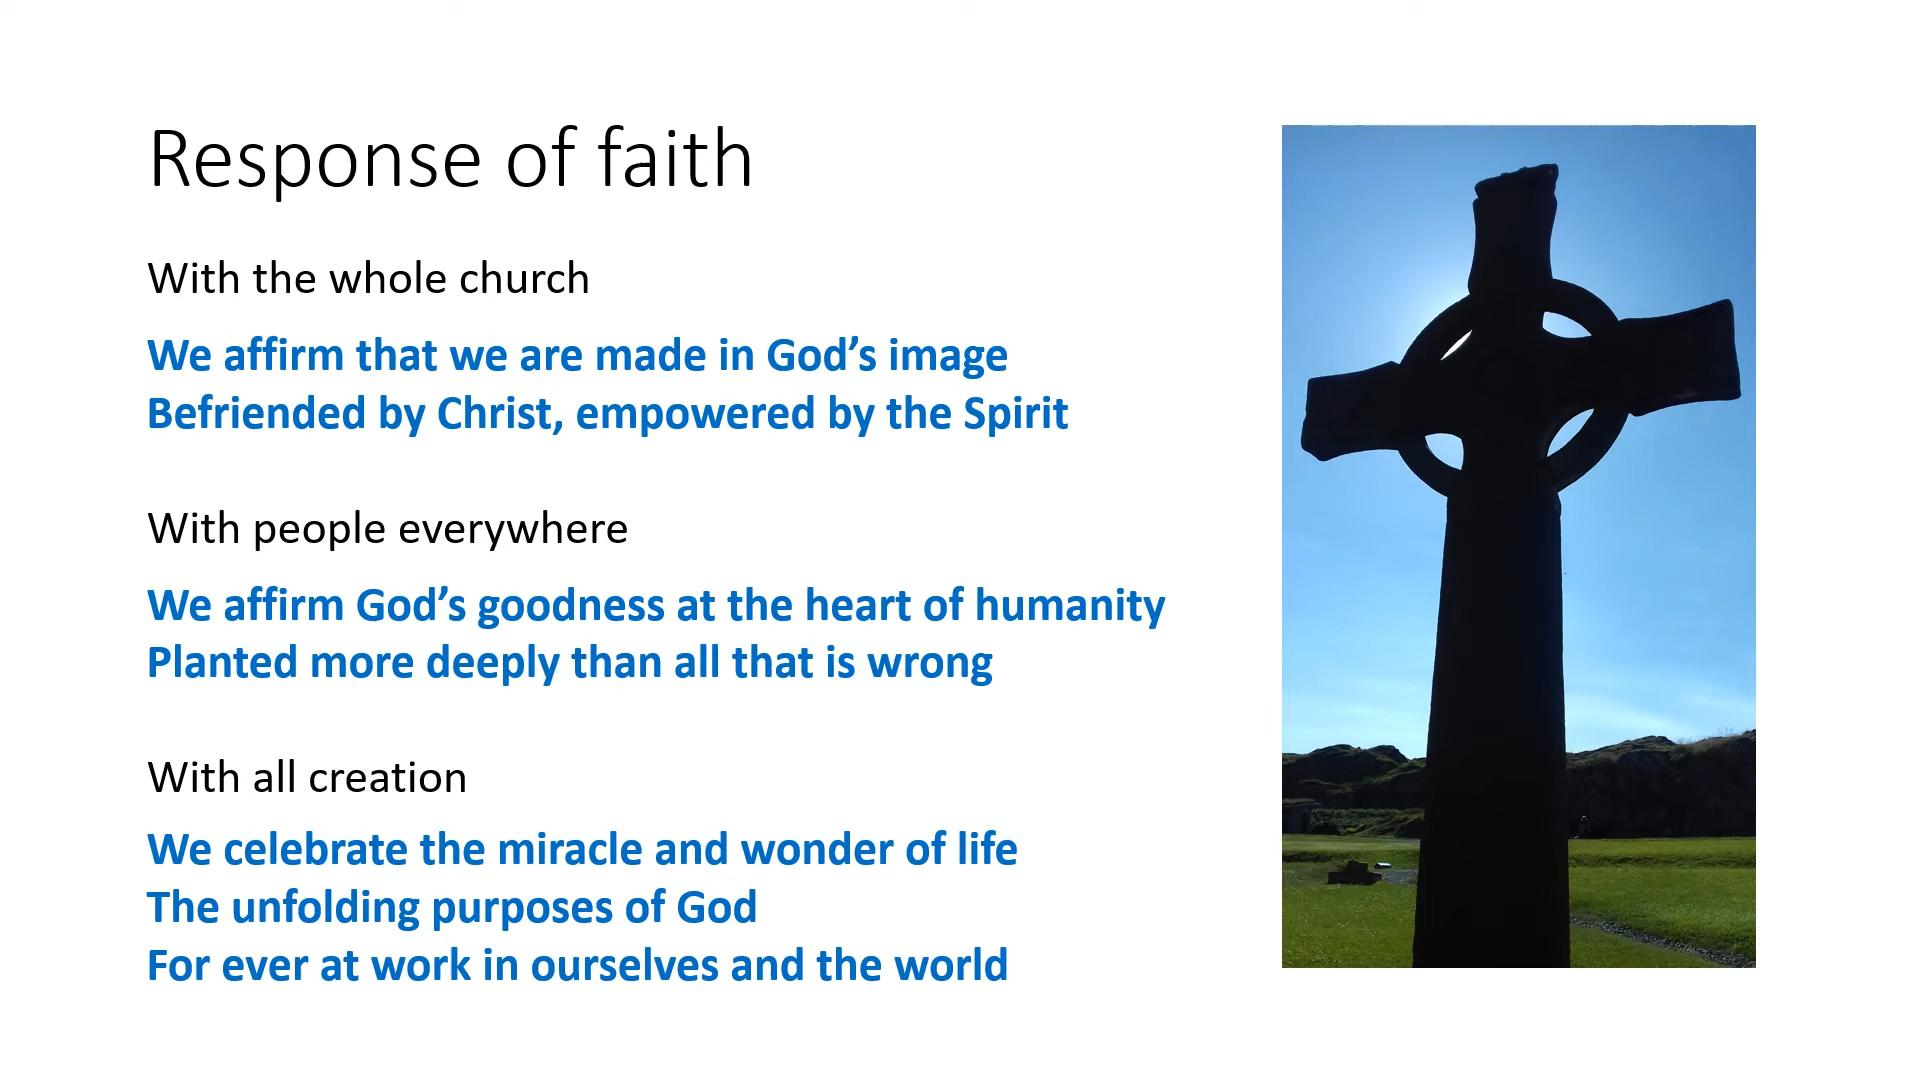 Response of faith
With the whole church
We affirm that we are made in God’s image
Befriended by Christ, empowered by the Spirit
With people everywhere
We affirm God’s goodness at the heart of humanity
Planted more deeply than all that is wrong
With all creation
We celebrate the miracle and wonder of life
The unfolding purposes of God
For ever at work in ourselves and the world